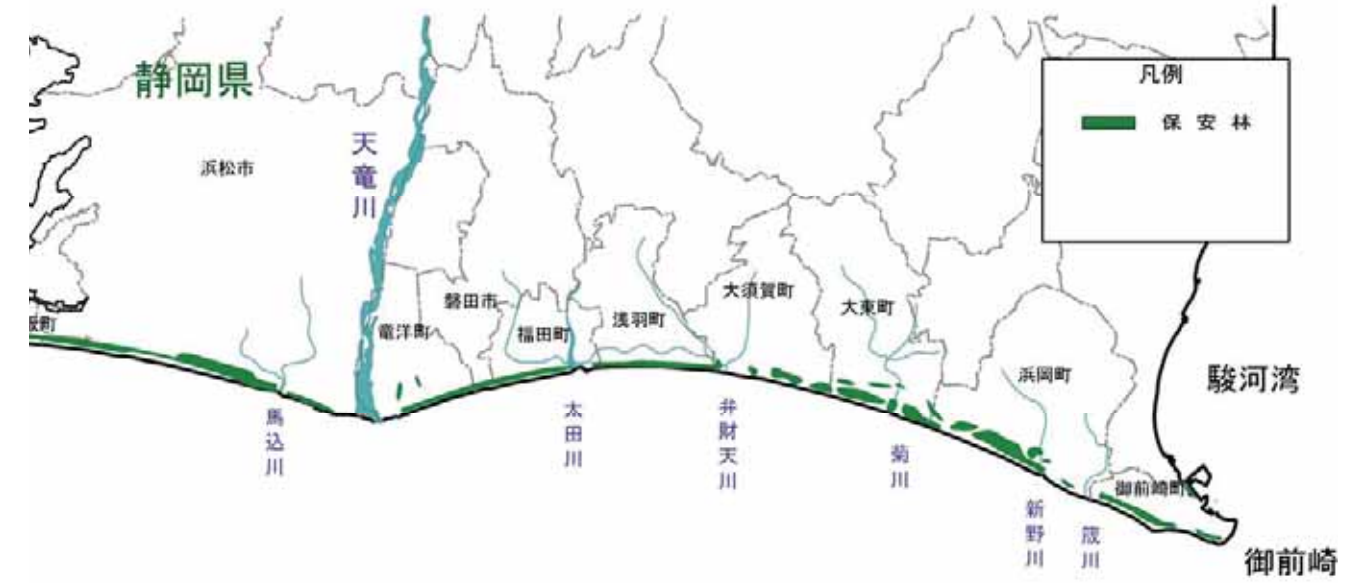 凡例
保安林
静岡県
天竜川
浜松市
磐田市
大須賀町
大東町
竜洋町
福田町
浅羽町
浜岡町
駿河湾
馬込川
太田川
弁財天川
菊川
御前崎町
新野川
御前崎